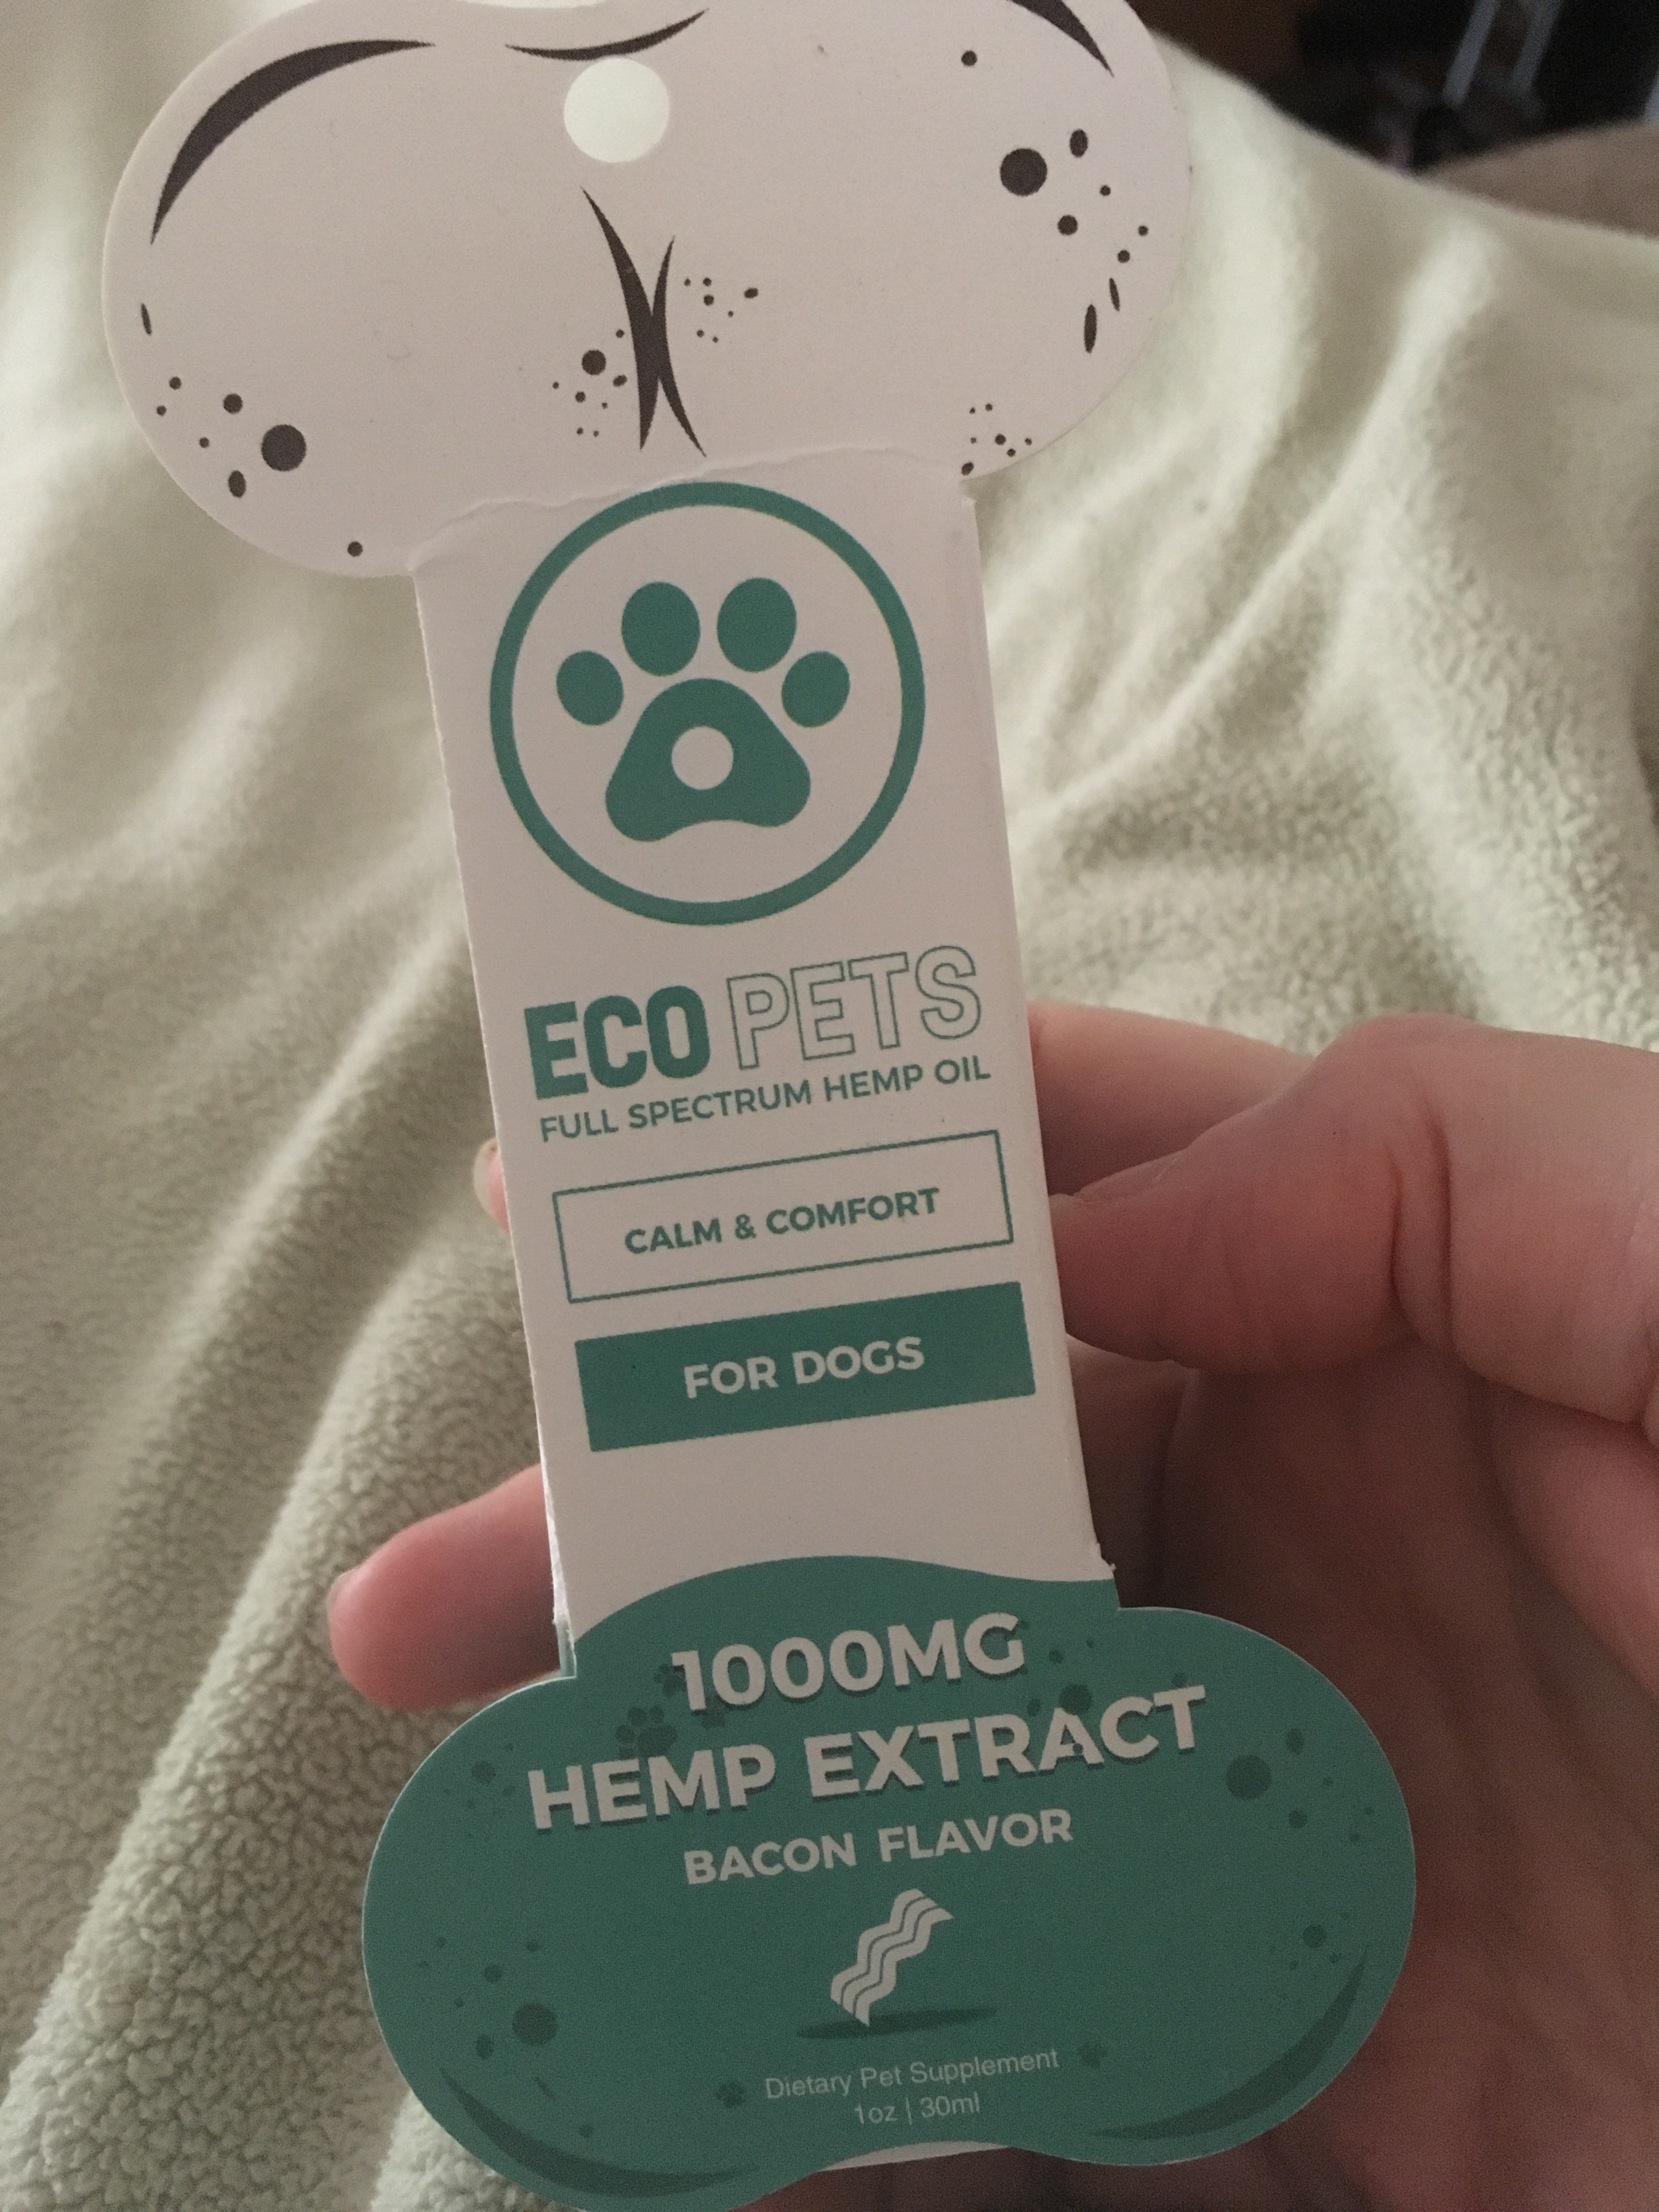 ECO PETS
FULL SPECTRUM HEMP OIL
CALM & COMFORT
FOR DOGS
1000MG
HEMP EXTRACT
BACON FLAVOR
Dietary Pet Supplement
1oz | 30ml